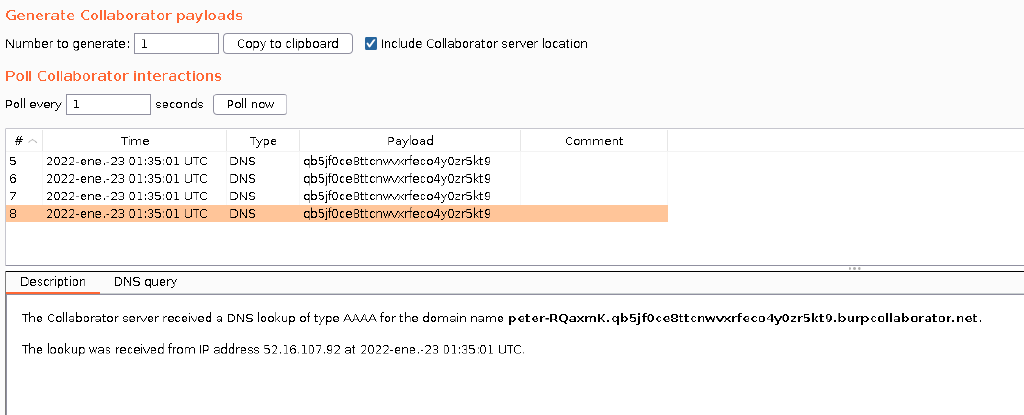 Generate Collaborator payloads
Number to generate: 1 Copy to clipboard Include Collaborator server location
Poll Collaborator interactions
Poll every 1 seconds Poll now
# Time Type Payload Comment
5 2022-ene.-23 01:35:01 UTC DNS qb5jf0ce8ttcnwvxrfeco4y0zr5kt9
6 2022-ene.-23 01:35:01 UTC DNS qb5jf0ce8ttcnwvxrfeco4y0zr5kt9
7 2022-ene.-23 01:35:01 UTC DNS qb5jf0ce8ttcnwvxrfeco4y0zr5kt9
8 2022-ene.-23 01:35:01 UTC DNS qb5jf0ce8ttcnwvxrfeco4y0zr5kt9
Description DNS query
The Collaborator server received a DNS lookup of type AAAA for the domain name peter-RQaxmK.qb5jf0ce8ttcnwvxrfeco4y0zr5kt9.burpcollaborator.net.
The lookup was received from IP address 52.16.107.92 at 2022-ene.-23 01:35:01 UTC.